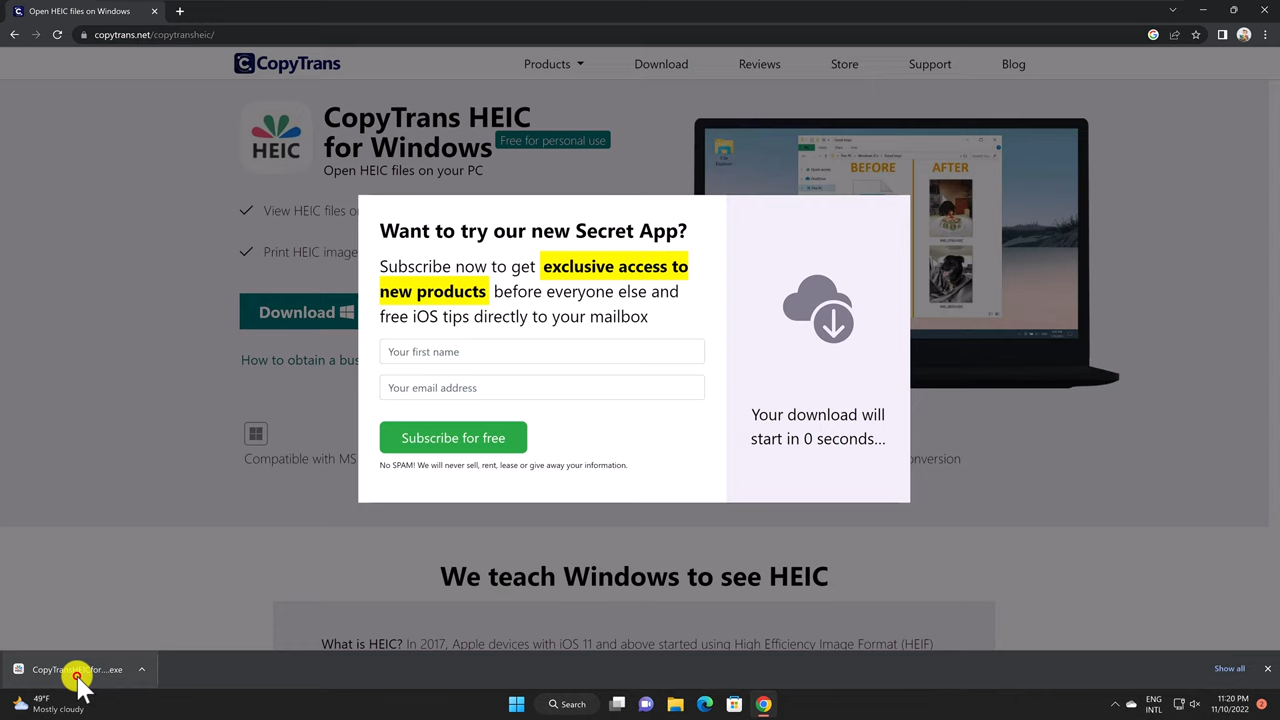 Open HEIC files on Windows
copytrans.net/copytransheic/
CopyTrans
Products
Download
Reviews
Store
Support
Blog
HEIC
CopyTrans HEIC
for Windows
Free for personal use
Open HEIC files on your PC
View HEIC files o
Print HEIC image
Download
How to obtain a bus
Compatible with MS
onversion
BEFORE
AFTER
Want to try our new Secret App?
Subscribe now to get exclusive access to
new products before everyone else and
free iOS tips directly to your mailbox
Your first name
Your email address
Subscribe for free
No SPAM! We will never sell, rent, lease or give away your information.
Your download will
start in 0 seconds...
We teach Windows to see HEIC
What is HEIC? In 2017, Apple devices with iOS 11 and above started using High Efficiency Image Format (HEIF)
CopyTransHEICfor....exe
Show all
49°F
Mostly cloudy
Search
ENG
INTL
11:20 PM
11/10/2022
2